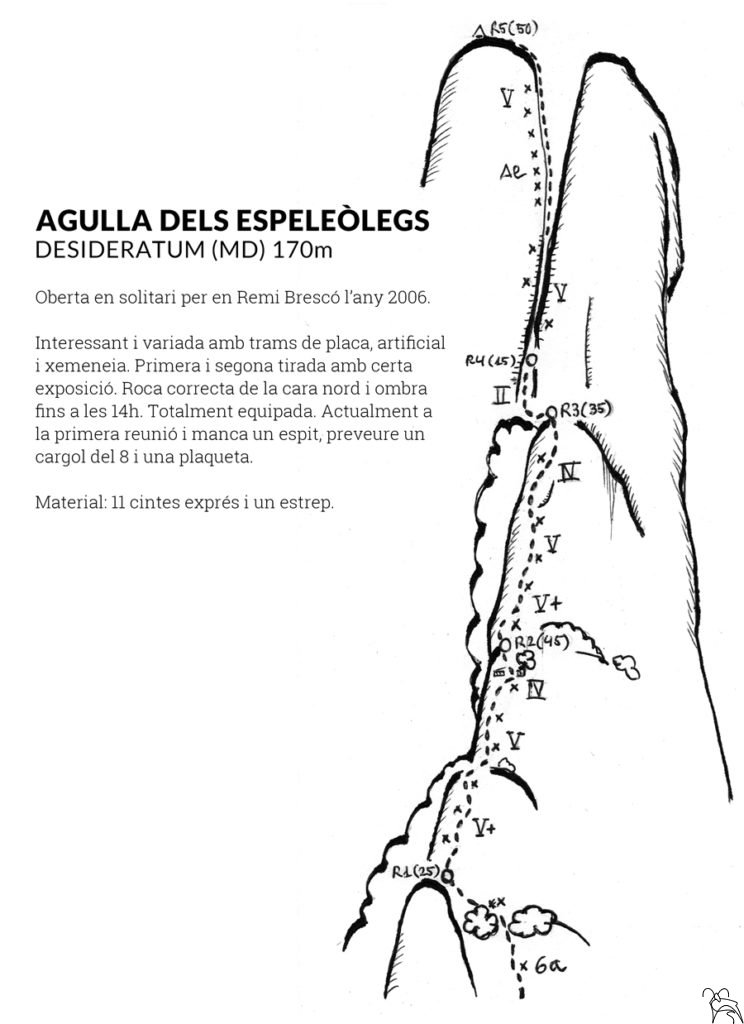 R5(50)
V
Ae
AGULLA DELS ESPELEÒLEGS
DESIDERATUM (MD) 170m
Oberta en solitari per en Remi Brescó l'any 2006.
V
Interessant i variada amb trams de placa, artificial
i xemeneia. Primera i segona tirada amb certa
exposició. Roca correcta de la cara nord i ombra
fins a les 14h. Totalment equipada. Actualment a
la primera reunió i manca un espit, preveure un
cargol del 8 i una plaqueta.
Material: 11 cintes exprés i un estrep.
R4(15)
II
R3(35)
IV
V
V+
R2(45)
IV
V
V+
R1(25)
6a